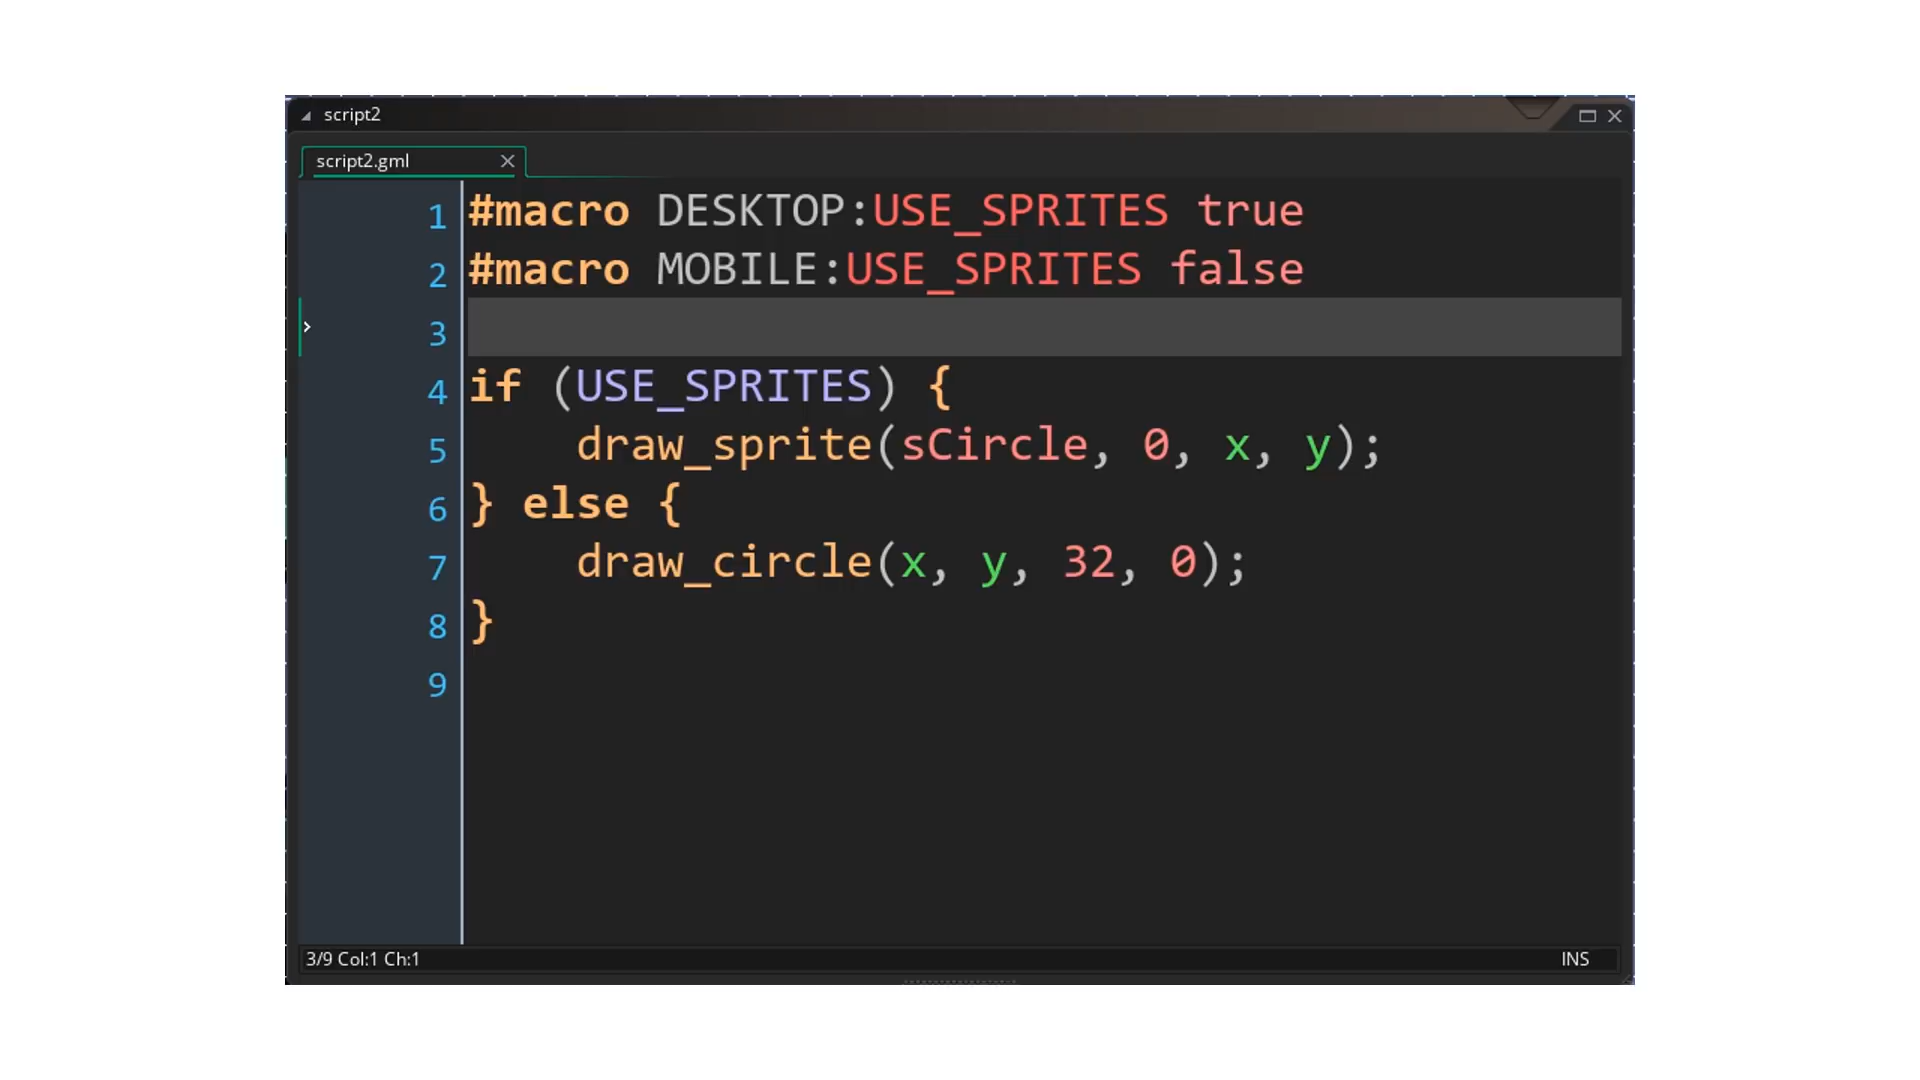 script2
script2.gml
1 #macro DESKTOP:USE_SPRITES true
2 #macro MOBILE:USE_SPRITES false
3
4 if (USE_SPRITES) {
5     draw_sprite(sCircle, 0, x, y);
6 } else {
7     draw_circle(x, y, 32, 0);
8 }
9
3/9 Col:1 Ch:1 INS